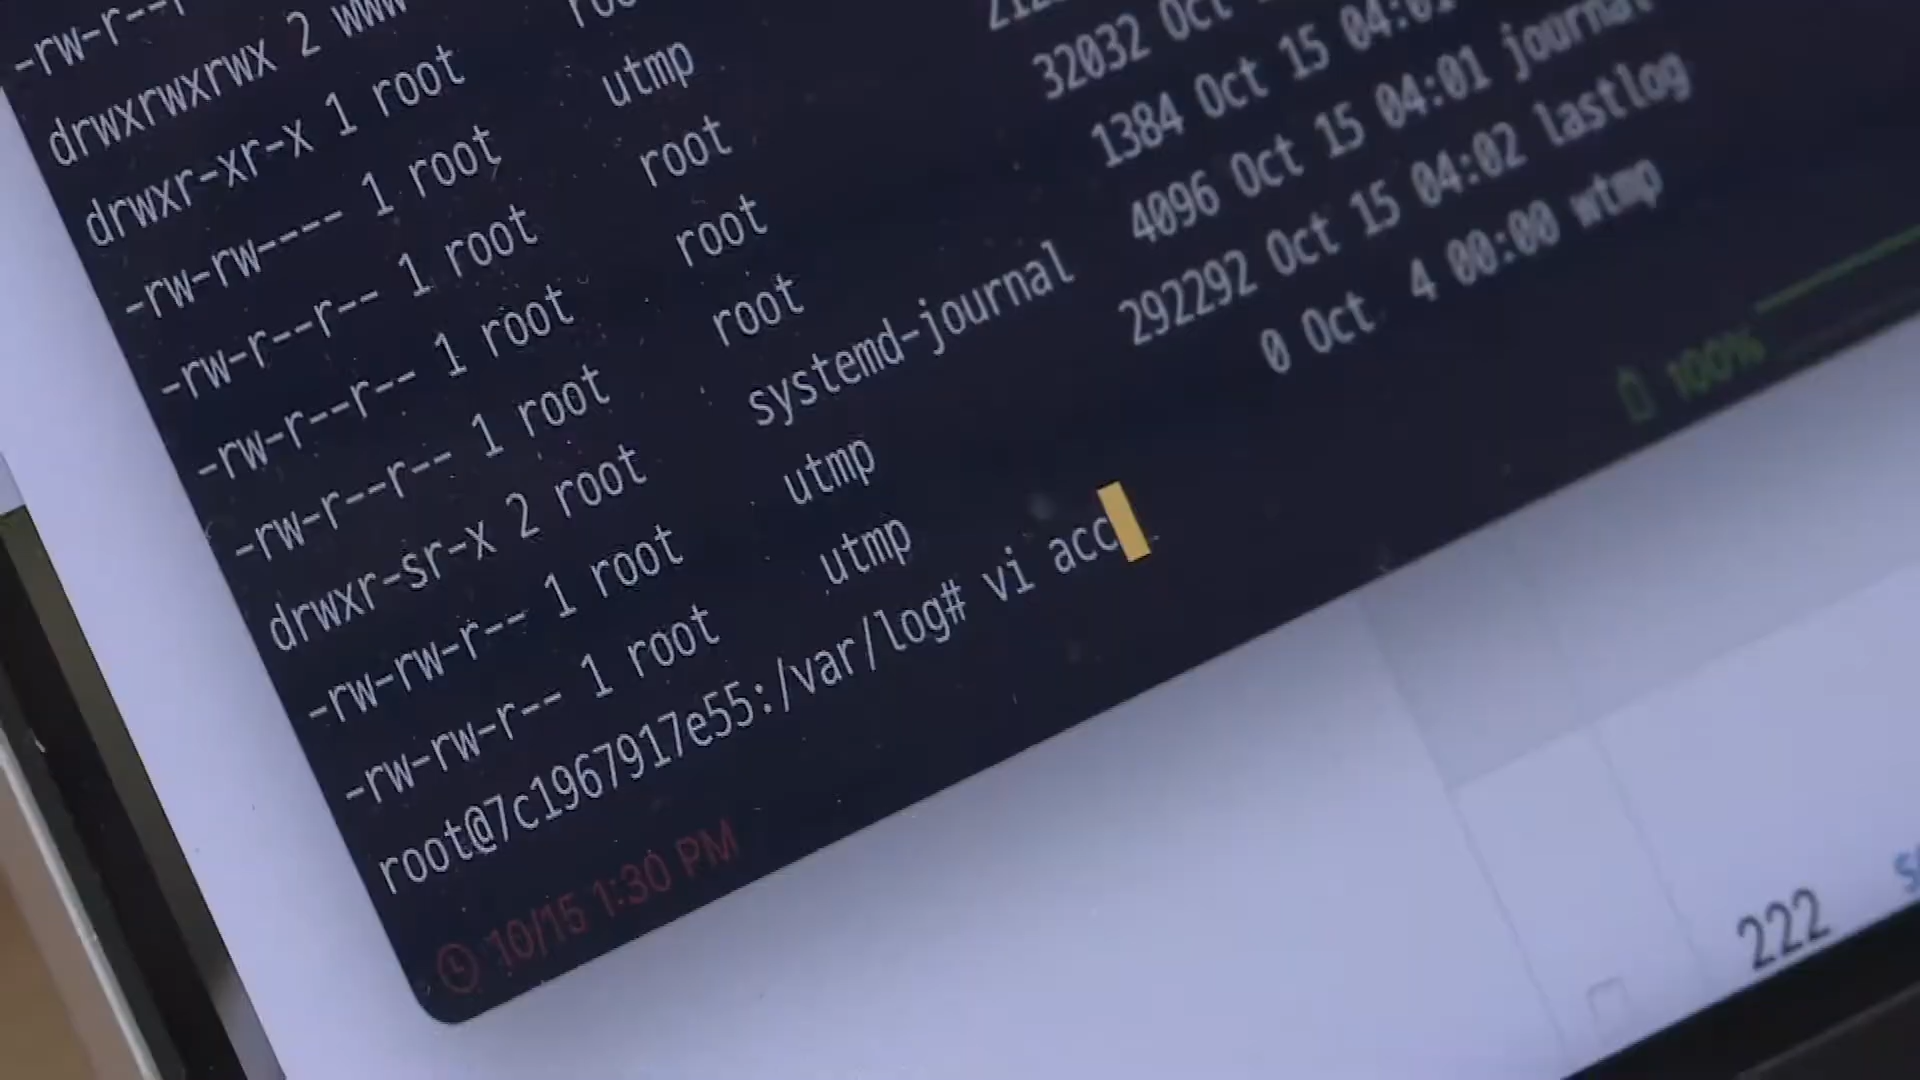 -rw-r--r
drwxrwxrwx 2 www
drwxr-xr-x 1 root
-rw-rw---- 1 root utmp
-rw-r--r-- 1 root root 32032 Oct
-rw-r--r-- 1 root root 1384 Oct 15 04:01
-rw-r--r-- 1 root root
drwxr-sr-x 2 root systemd-journal 4096 Oct 15 04:01 journal
-rw-rw-r-- 1 root utmp 292292 Oct 15 04:02 lastlog
-rw-rw-r-- 1 root utmp 0 Oct 4 00:00 wtmp
root@7c1967917e55:/var/log# vi acc
10/15 1:30 PM
100%
222